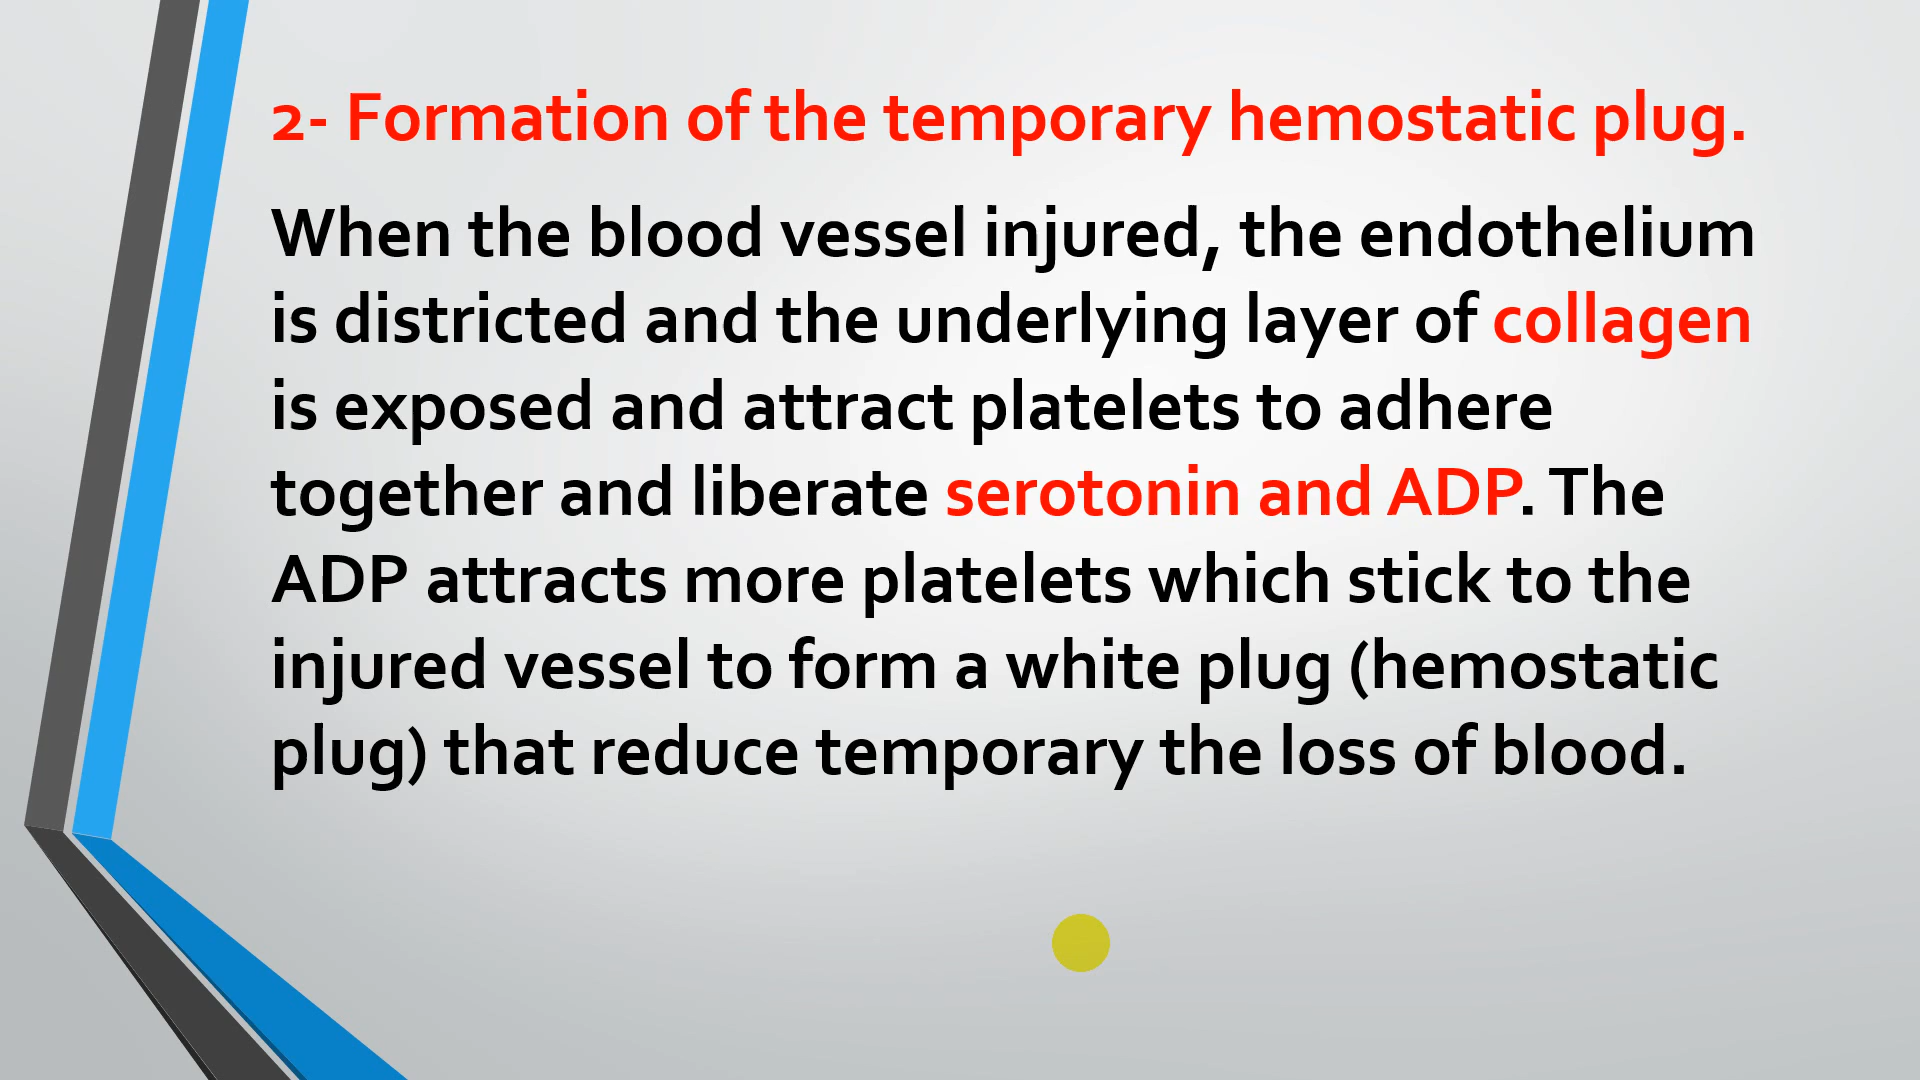 2- Formation of the temporary hemostatic plug.
When the blood vessel injured, the endothelium
is districted and the underlying layer of collagen
is exposed and attract platelets to adhere
together and liberate serotonin and ADP. The
ADP attracts more platelets which stick to the
injured vessel to form a white plug (hemostatic
plug) that reduce temporary the loss of blood.